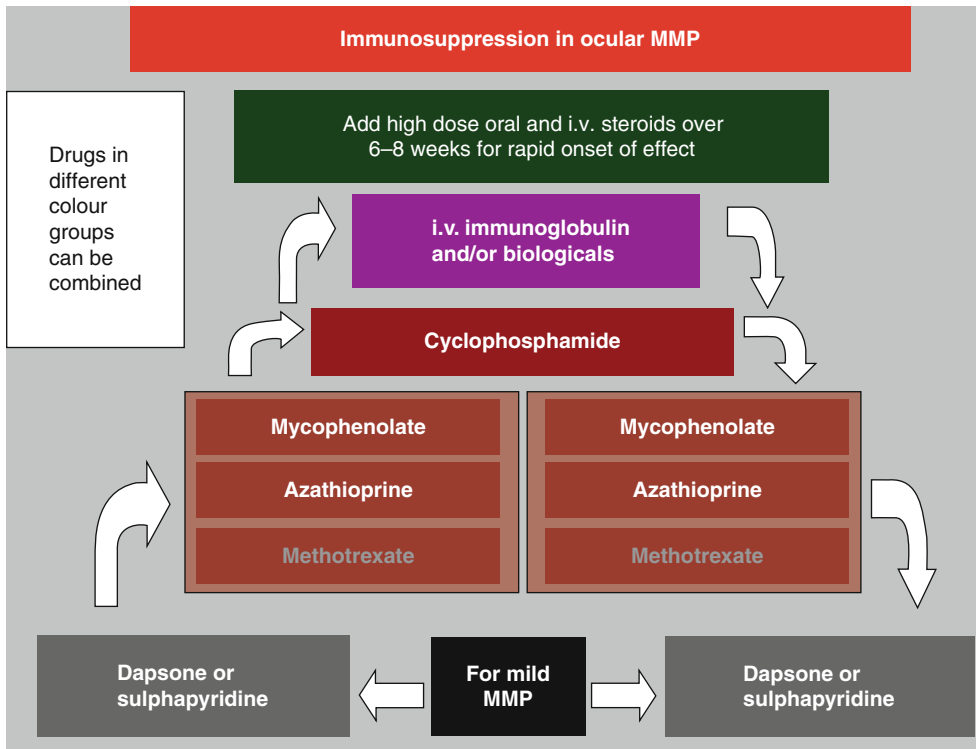 Immunosuppression in ocular MMP
Drugs in
different
colour
groups
can be
combined
Add high dose oral and i.v. steroids over
6–8 weeks for rapid onset of effect
i.v. immunoglobulin
and/or biologicals
Cyclophosphamide
Mycophenolate
Azathioprine
Methotrexate
Mycophenolate
Azathioprine
Methotrexate
Dapsone or
sulphapyridine
For mild
MMP
Dapsone or
sulphapyridine